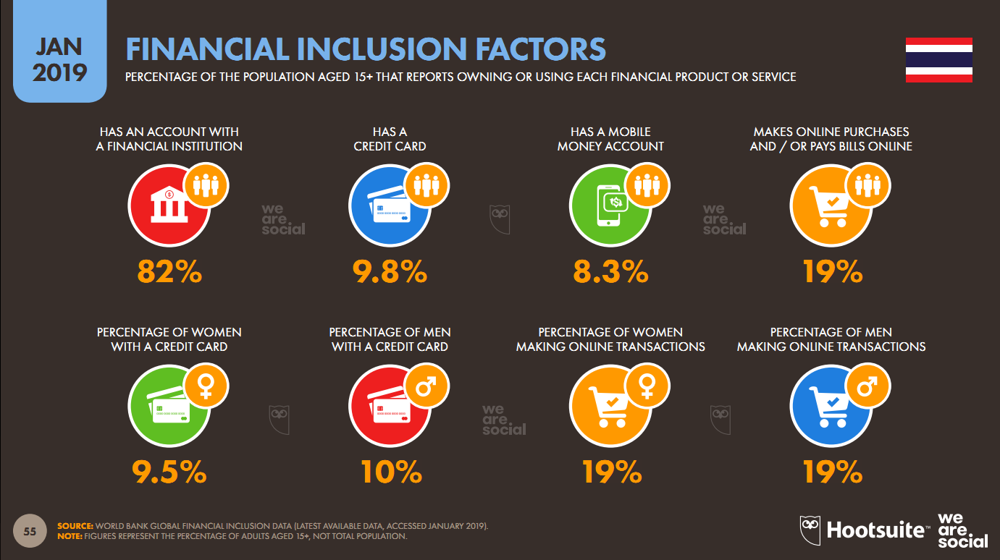 JAN
2019
FINANCIAL INCLUSION FACTORS
PERCENTAGE OF THE POPULATION AGED 15+ THAT REPORTS OWNING OR USING EACH FINANCIAL PRODUCT OR SERVICE
HAS AN ACCOUNT WITH
A FINANCIAL INSTITUTION
82%
HAS A
CREDIT CARD
9.8%
HAS A MOBILE
MONEY ACCOUNT
8.3%
MAKES ONLINE PURCHASES
AND / OR PAYS BILLS ONLINE
19%
we
are
social
we
are
social
PERCENTAGE OF WOMEN
WITH A CREDIT CARD
9.5%
PERCENTAGE OF MEN
WITH A CREDIT CARD
10%
PERCENTAGE OF WOMEN
MAKING ONLINE TRANSACTIONS
19%
PERCENTAGE OF MEN
MAKING ONLINE TRANSACTIONS
19%
we
are
social
55
SOURCE: WORLD BANK GLOBAL FINANCIAL INCLUSION DATA (LATEST AVAILABLE DATA, ACCESSED JANUARY 2019).
NOTE: FIGURES REPRESENT THE PERCENTAGE OF ADULTS AGED 15+, NOT TOTAL POPULATION.
Hootsuite™
we
are
social